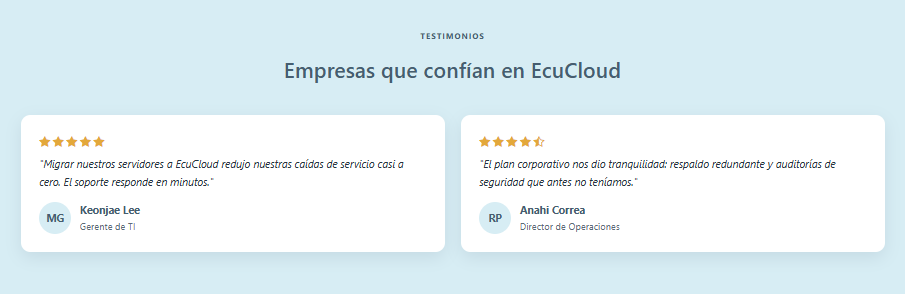 TESTIMONIOS
Empresas que confían en EcuCloud
"Migrar nuestros servidores a EcuCloud redujo nuestras caídas de servicio casi a
cero. El soporte responde en minutos."
MG
Keonjae Lee
Gerente de TI
"El plan corporativo nos dio tranquilidad: respaldo redundante y auditorías de
seguridad que antes no teníamos."
RP
Anahi Correa
Director de Operaciones